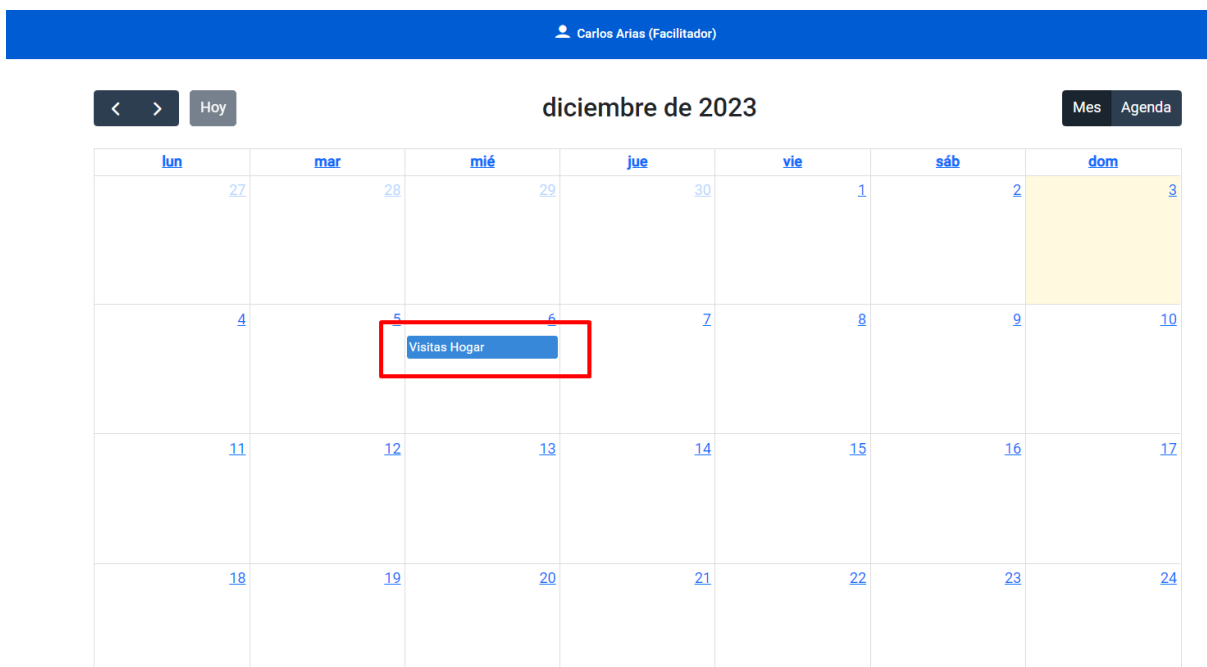 Carlos Arias (Facilitador)
Hoy diciembre de 2023 Mes Agenda
lun mar mié jue vie sáb dom
27 28 29 30 1 2 3
4 5 6 7 8 9 10
Visitas Hogar
11 12 13 14 15 16 17
18 19 20 21 22 23 24